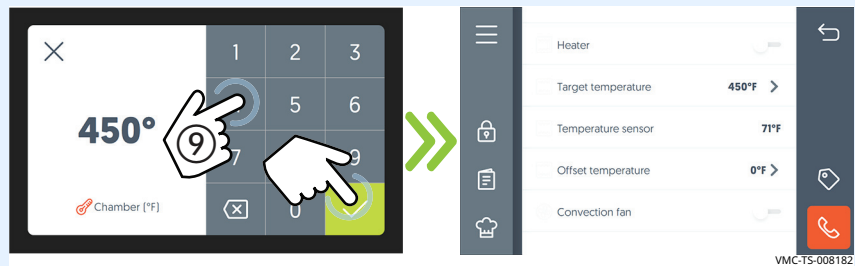 1 2 3
450°
5 6
9
7 9
Chamber (°F)
0
Heater
Target temperature 450°F
Temperature sensor 71°F
Offset temperature 0°F
Convection fan
VMC-TS-008182